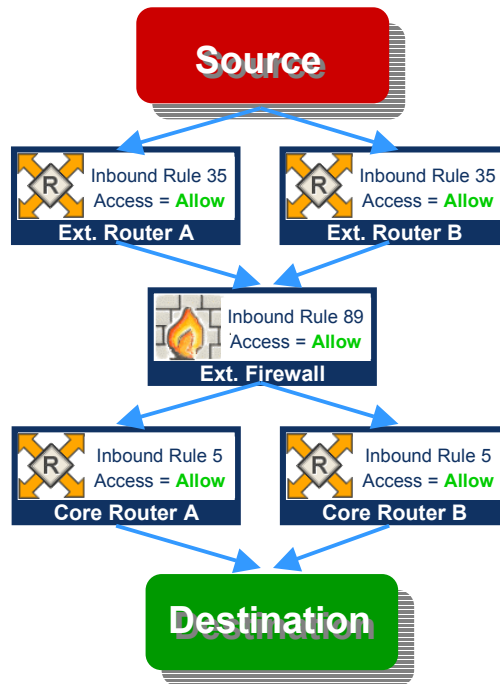 Source
R
Inbound Rule 35
Access = Allow
Ext. Router A
R
Inbound Rule 35
Access = Allow
Ext. Router B
Inbound Rule 89
Access = Allow
Ext. Firewall
R
Inbound Rule 5
Access = Allow
Core Router A
R
Inbound Rule 5
Access = Allow
Core Router B
Destination